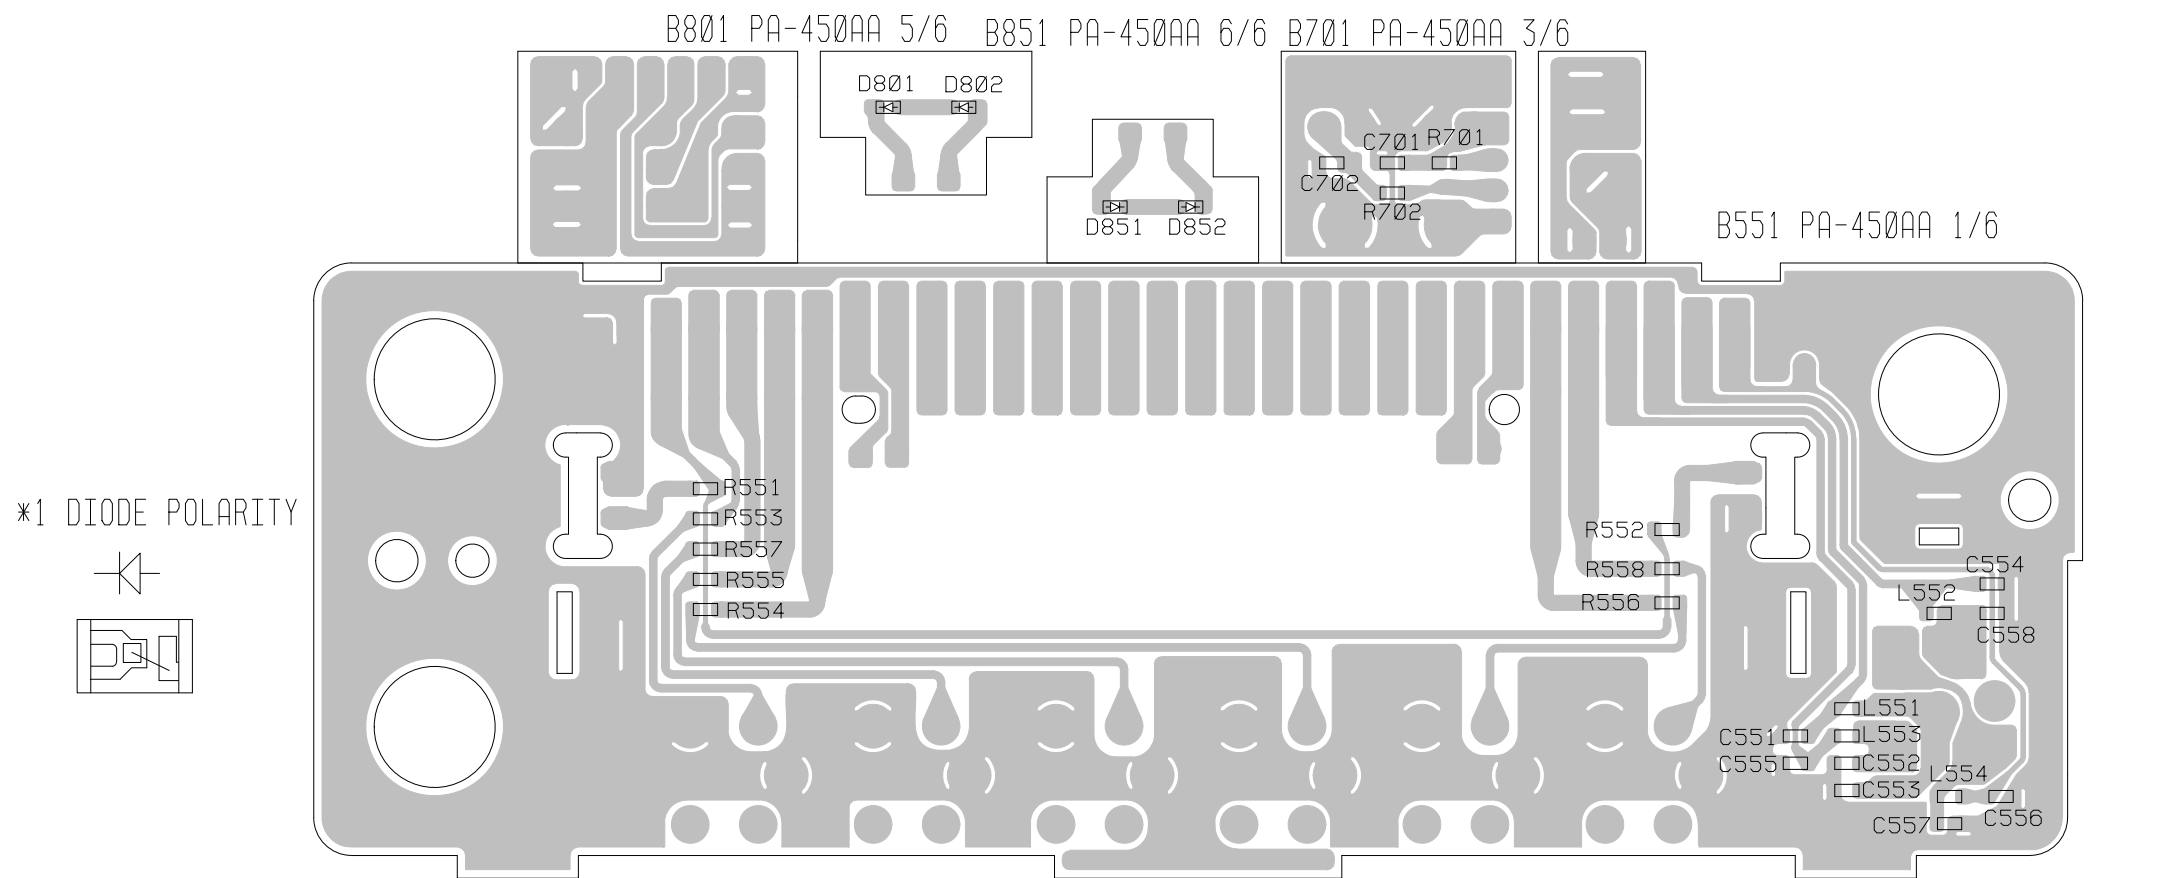 B801 PA-450AA 5/6
B851 PA-450AA 6/6
B701 PA-450AA 3/6
D801
D802
C701
R701
C702
R702
D851
D852
B551 PA-450AA 1/6
*1 DIODE POLARITY
R551
R553
R557
R555
R554
R552
R558
R556
C554
L552
C558
L551
C551
L553
C555
C552
L554
C553
C556
C557